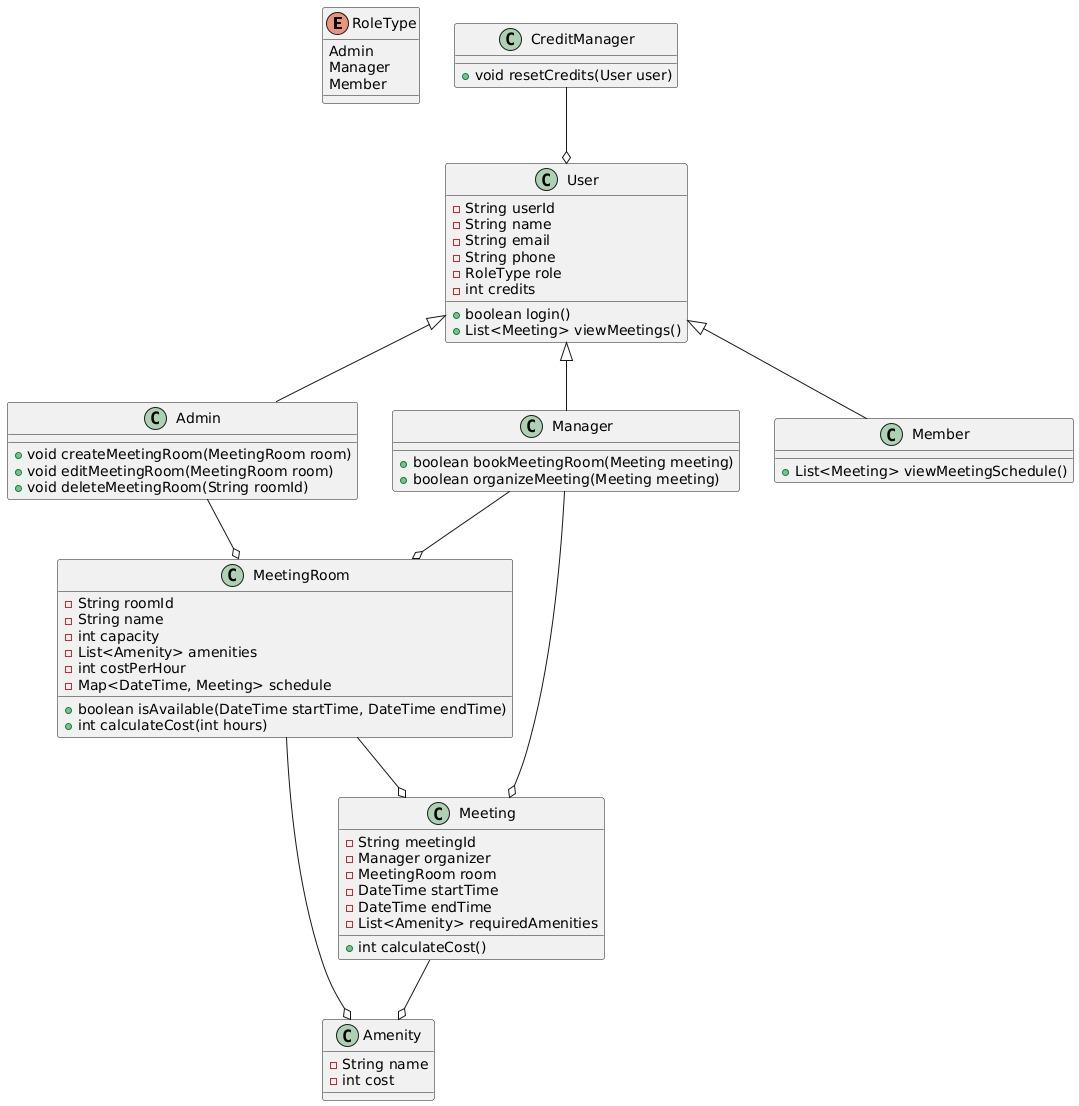 E RoleType
Admin
Manager
Member
C CreditManager
void resetCredits(User user)
C User
String userId
String name
String email
String phone
RoleType role
int credits
boolean login()
List<Meeting> viewMeetings()
C Admin
void createMeetingRoom(MeetingRoom room)
void editMeetingRoom(MeetingRoom room)
void deleteMeetingRoom(String roomId)
C Manager
boolean bookMeetingRoom(Meeting meeting)
boolean organizeMeeting(Meeting meeting)
C Member
List<Meeting> viewMeetingSchedule()
C MeetingRoom
String roomId
String name
int capacity
List<Amenity> amenities
int costPerHour
Map<DateTime, Meeting> schedule
boolean isAvailable(DateTime startTime, DateTime endTime)
int calculateCost(int hours)
C Meeting
String meetingId
Manager organizer
MeetingRoom room
DateTime startTime
DateTime endTime
List<Amenity> requiredAmenities
int calculateCost()
C Amenity
String name
int cost